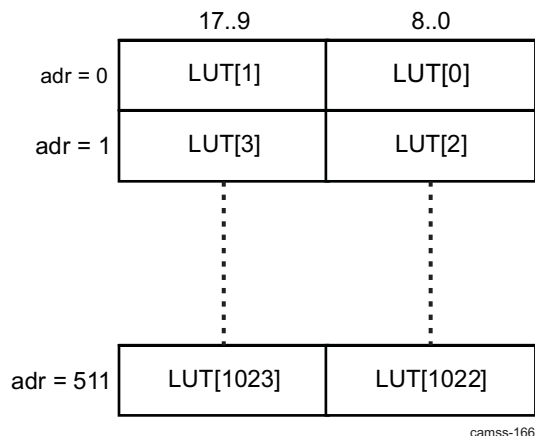 17..9 8..0
adr = 0 LUT[1] LUT[0]
adr = 1 LUT[3] LUT[2]
adr = 511 LUT[1023] LUT[1022]
camss-166